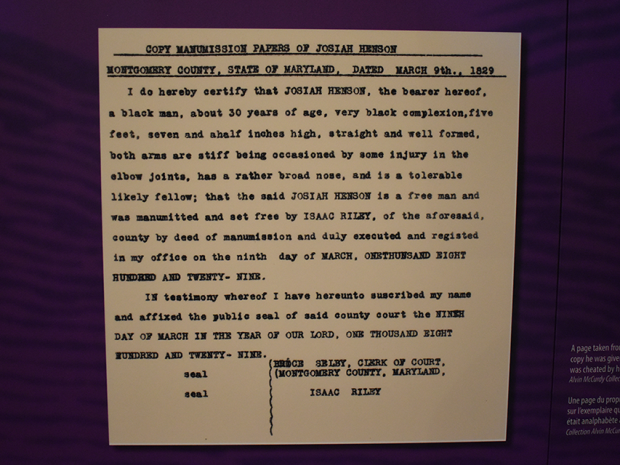 COPY MANUMISSION PAPERS OF JOSIAH HENSON
MONTGOMERY COUNTY, STATE OF MARYLAND, DATED MARCH 9th., 1829
I do hereby certify that JOSIAH HENSON, the bearer hereof,
a black man, about 30 years of age, very black complexion,five
feet, seven and ahalf inches high, straight and well formed,
both arms are stiff being occasioned by some injury in the
elbow joints, has a rather broad nose, and is a tolerable
likely fellow; that the said JOSIAH HENSON is a free man and
was manumitted and set free by ISAAC RILEY, of the aforesaid,
county by deed of manumission and duly executed and registed
in my office on the ninth day of MARCH, ONETHUNSAND EIGHT
HUNDRED AND TWENTY- NINE.
IN testimony whereof I have hereunto suscribed my name
and affixed the public seal of said county court the NINEH
DAY OF MARCH IN THE YEAR OF OUR LORD, ONE THOUSAND EIGHT
HUNDRED AND TWENTY- NINE.
(BRICE SELBY, CLERK OF COURT,
seal (MONTGOMERY COUNTY, MARYLAND.
seal ISAAC RILEY
A page taken from
copy he was give
was cheated by h
Alvin McCurdy Collec
Une page du prop
sur l'exemplaire qu
était analphabète
Collection Alvin McCu